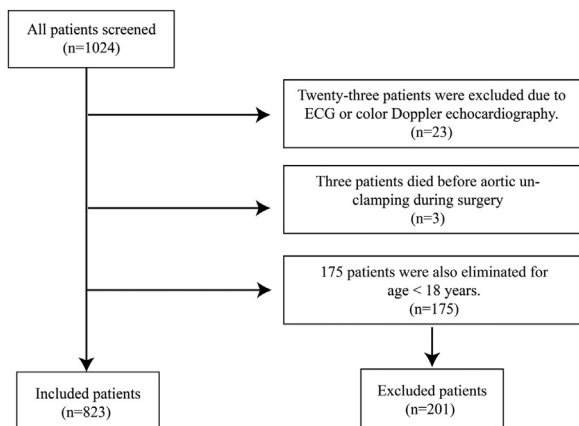 All patients screened
(n=1024)
Twenty-three patients were excluded due to
ECG or color Doppler echocardiography.
(n=23)
Three patients died before aortic un-
clamping during surgery
(n=3)
175 patients were also eliminated for
age < 18 years.
(n=175)
Included patients
(n=823)
Excluded patients
(n=201)